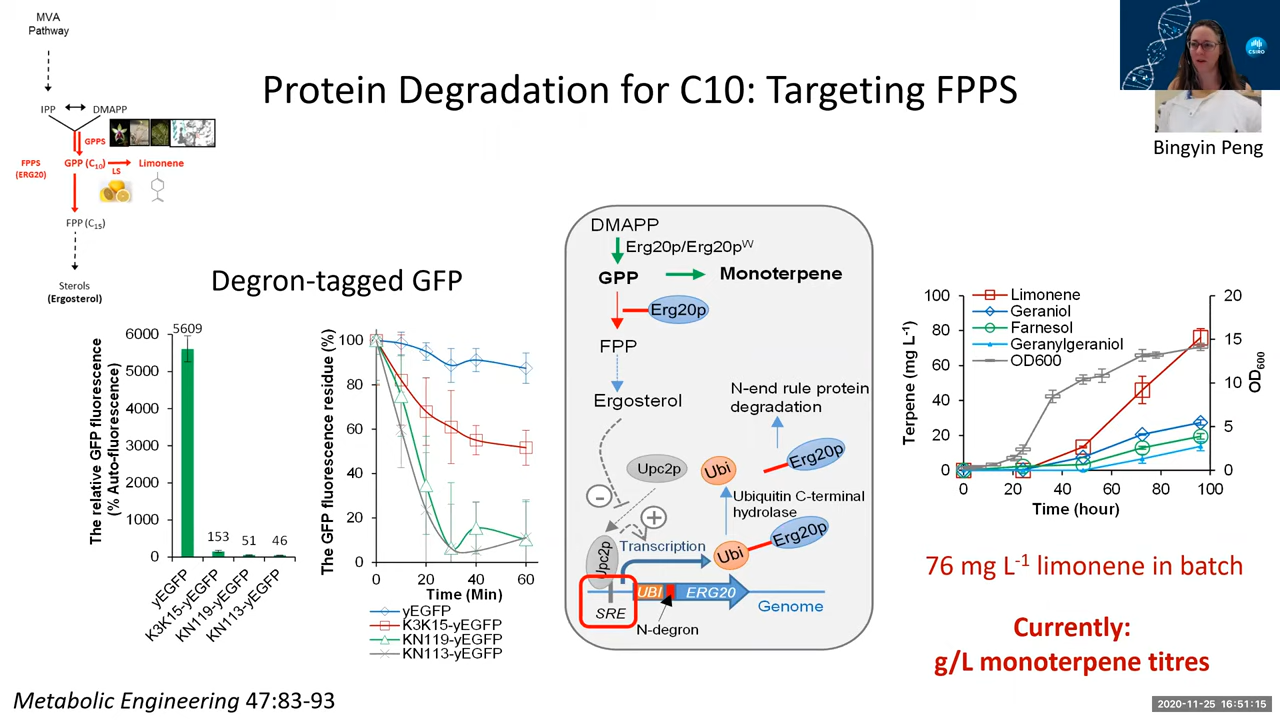 MVA
Pathway
IPP
DMAPP
GPPS
FPPS
(ERG20)
GPP (C10)
LS
Limonene
FPP (C15)
Sterols
(Ergosterol)
Protein Degradation for C10: Targeting FPPS
CSIRO
Bingyin Peng
Degron-tagged GFP
The relative GFP fluorescence
(% Auto-fluorescence)
6000
5000
4000
3000
2000
1000
0
5609
153
51
46
yEGFP
K3K15-yEGFP
KN119-yEGFP
KN113-yEGFP
The GFP fluorescence residue (%)
100
80
60
40
20
0
0 20 40 60
Time (Min)
yEGFP
K3K15-yEGFP
KN119-yEGFP
KN113-yEGFP
DMAPP
Erg20p/Erg20pᵂ
GPP
Monoterpene
Erg20p
FPP
Ergosterol
N-end rule protein
degradation
Upc2p
Ubi
Erg20p
Ubiquitin C-terminal
hydrolase
Upc2p
Transcription
Ubi
Erg20p
SRE
UBI
ERG20
Genome
N-degron
Terpene (mg L-1)
100
80
60
40
20
0
Limonene
Geraniol
Farnesol
Geranylgeraniol
OD600
20
15
10
5
0
OD600
0 20 40 60 80 100
Time (hour)
76 mg L-1 limonene in batch
Currently:
g/L monoterpene titres
Metabolic Engineering 47:83-93
2020-11-25 16:51:15